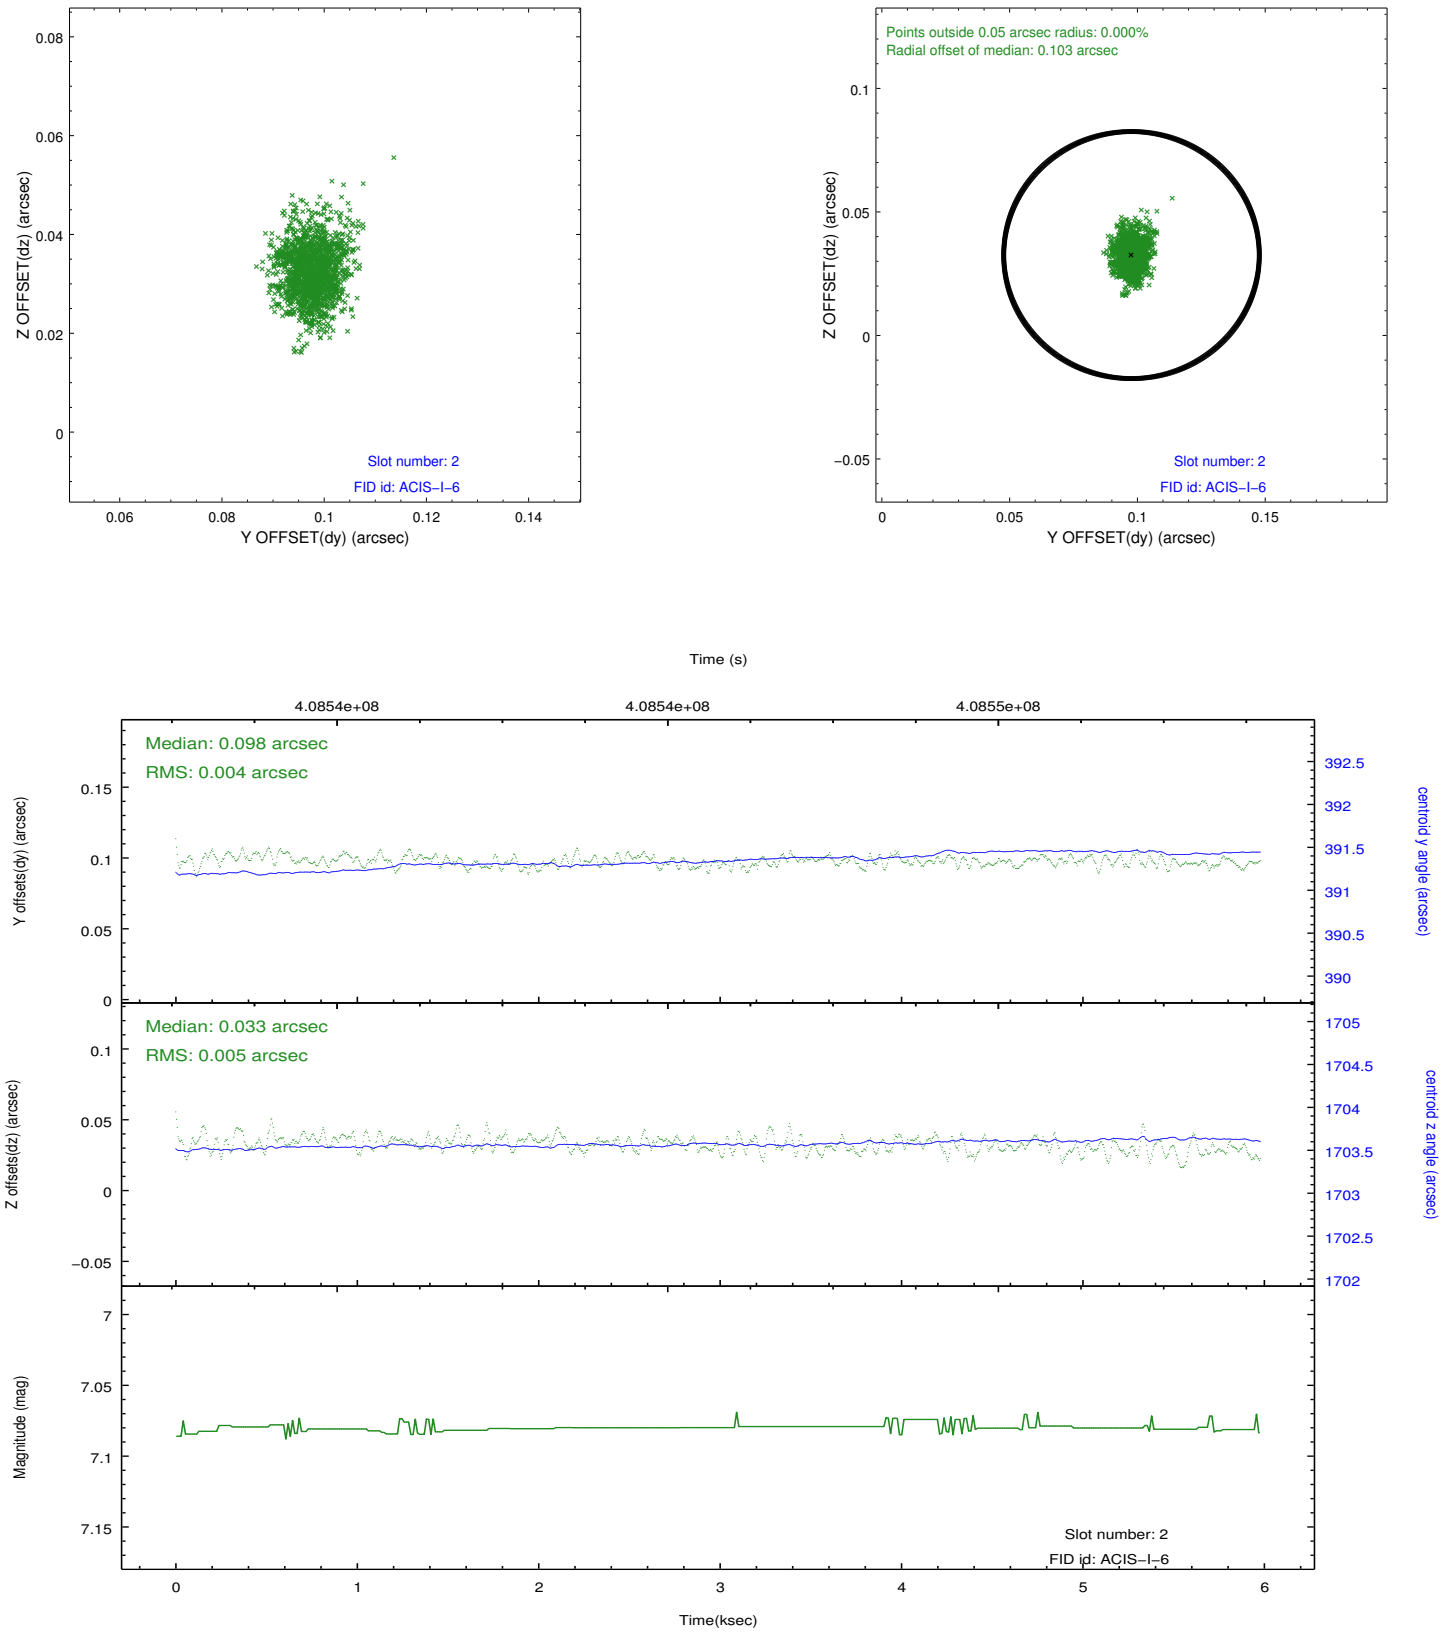 0.08
0.06
0.04
0.02
0
Z OFFSET(dz) (arcsec)
Slot number: 2
FID id: ACIS−I−6
0.06 0.08 0.1 0.12 0.14
Y OFFSET(dy) (arcsec)
Points outside 0.05 arcsec radius: 0.000%
Radial offset of median: 0.103 arcsec
0.1
0.05
0
−0.05
Z OFFSET(dz) (arcsec)
Slot number: 2
FID id: ACIS−I−6
0 0.05 0.1 0.15
Y OFFSET(dy) (arcsec)
Time (s)
4.0854e+08 4.0854e+08 4.0855e+08
Median: 0.098 arcsec
RMS: 0.004 arcsec
0.15
0.1
0.05
0
Y offsets(dy) (arcsec)
392.5
392
391.5
391
390.5
390
centroid y angle (arcsec)
Median: 0.033 arcsec
RMS: 0.005 arcsec
0.1
0.05
0
−0.05
Z offsets(dz) (arcsec)
1705
1704.5
1704
1703.5
1703
1702.5
1702
centroid z angle (arcsec)
7
7.05
7.1
7.15
Magnitude (mag)
Slot number: 2
FID id: ACIS−I−6
0 1 2 3 4 5 6
Time(ksec)